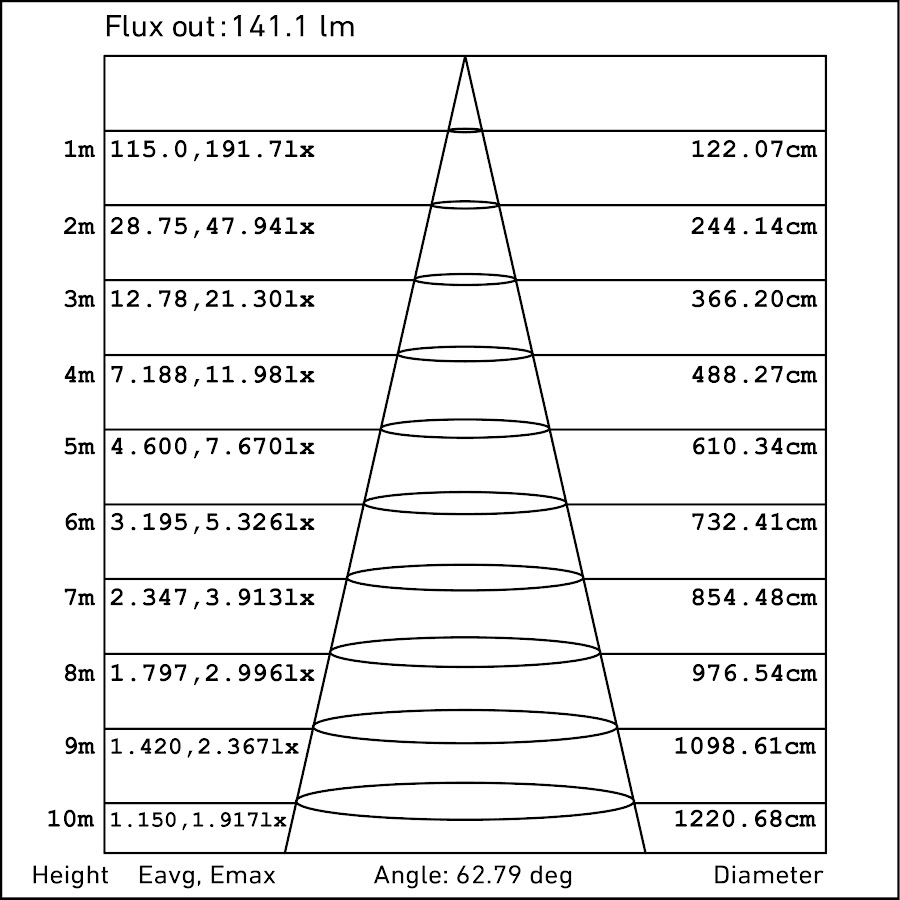 Flux out:141.1 lm
1m 115.0,191.7lx 122.07cm
2m 28.75,47.94lx 244.14cm
3m 12.78,21.30lx 366.20cm
4m 7.188,11.98lx 488.27cm
5m 4.600,7.670lx 610.34cm
6m 3.195,5.326lx 732.41cm
7m 2.347,3.913lx 854.48cm
8m 1.797,2.996lx 976.54cm
9m 1.420,2.367lx 1098.61cm
10m 1.150,1.917lx 1220.68cm
Height Eavg, Emax Angle: 62.79 deg Diameter